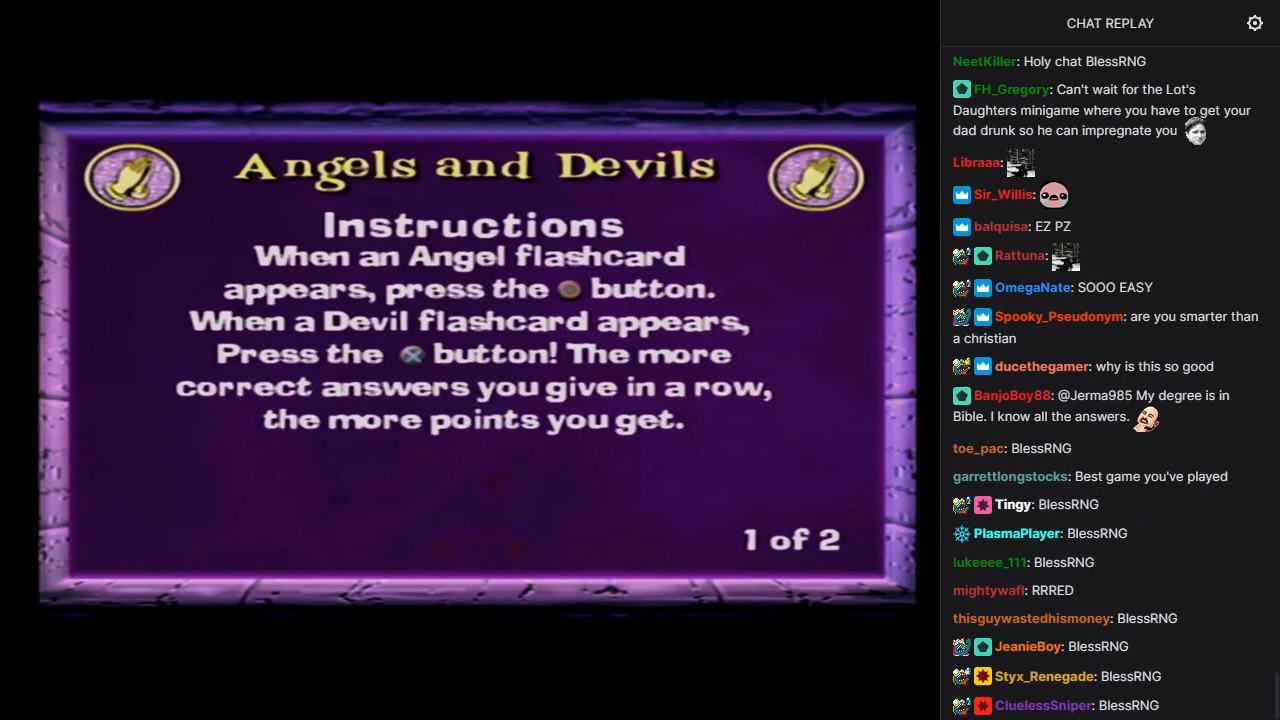 Angels and Devils
Instructions
When an Angel flashcard
appears, press the button.
When a Devil flashcard appears,
Press the button! The more
correct answers you give in a row,
the more points you get.
1 of 2
CHAT REPLAY
NeetKiller: Holy chat BlessRNG
FH_Gregory: Can't wait for the Lot's
Daughters minigame where you have to get your
dad drunk so he can impregnate you
Libraaa:
Sir_Willis:
balquisa: EZ PZ
Rattuna:
OmegaNate: SOOO EASY
Spooky_Pseudonym: are you smarter than
a christian
ducethegamer: why is this so good
BanjoBoy88: @Jerma985 My degree is in
Bible. I know all the answers.
toe_pac: BlessRNG
garrettlongstocks: Best game you've played
Tingy: BlessRNG
PlasmaPlayer: BlessRNG
lukeeee_111: BlessRNG
mightywafl: RRRED
thisguywastedhismoney: BlessRNG
JeanieBoy: BlessRNG
Styx_Renegade: BlessRNG
CluelessSniper: BlessRNG